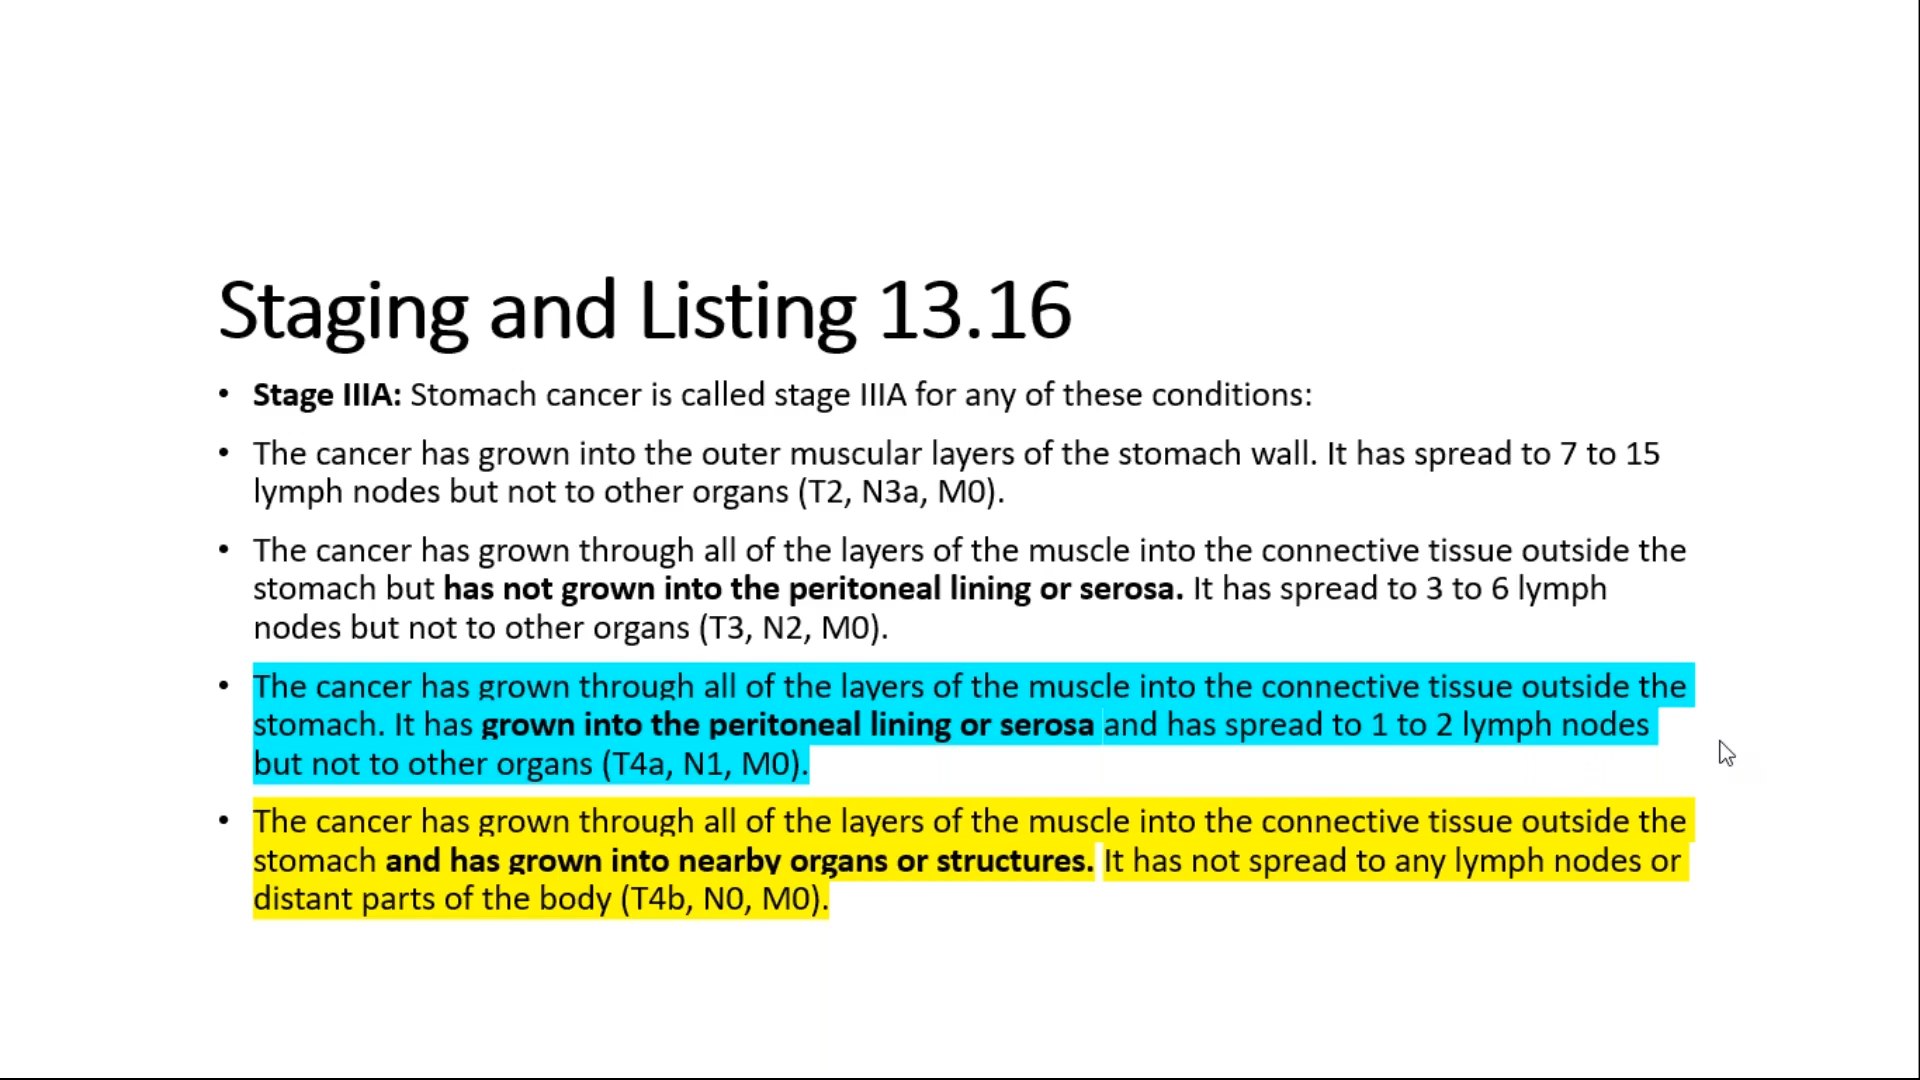 Staging and Listing 13.16
• Stage IIIA: Stomach cancer is called stage IIIA for any of these conditions:
• The cancer has grown into the outer muscular layers of the stomach wall. It has spread to 7 to 15
lymph nodes but not to other organs (T2, N3a, M0).
• The cancer has grown through all of the layers of the muscle into the connective tissue outside the
stomach but has not grown into the peritoneal lining or serosa. It has spread to 3 to 6 lymph
nodes but not to other organs (T3, N2, M0).
• The cancer has grown through all of the layers of the muscle into the connective tissue outside the
stomach. It has grown into the peritoneal lining or serosa and has spread to 1 to 2 lymph nodes
but not to other organs (T4a, N1, M0).
• The cancer has grown through all of the layers of the muscle into the connective tissue outside the
stomach and has grown into nearby organs or structures. It has not spread to any lymph nodes or
distant parts of the body (T4b, N0, M0).